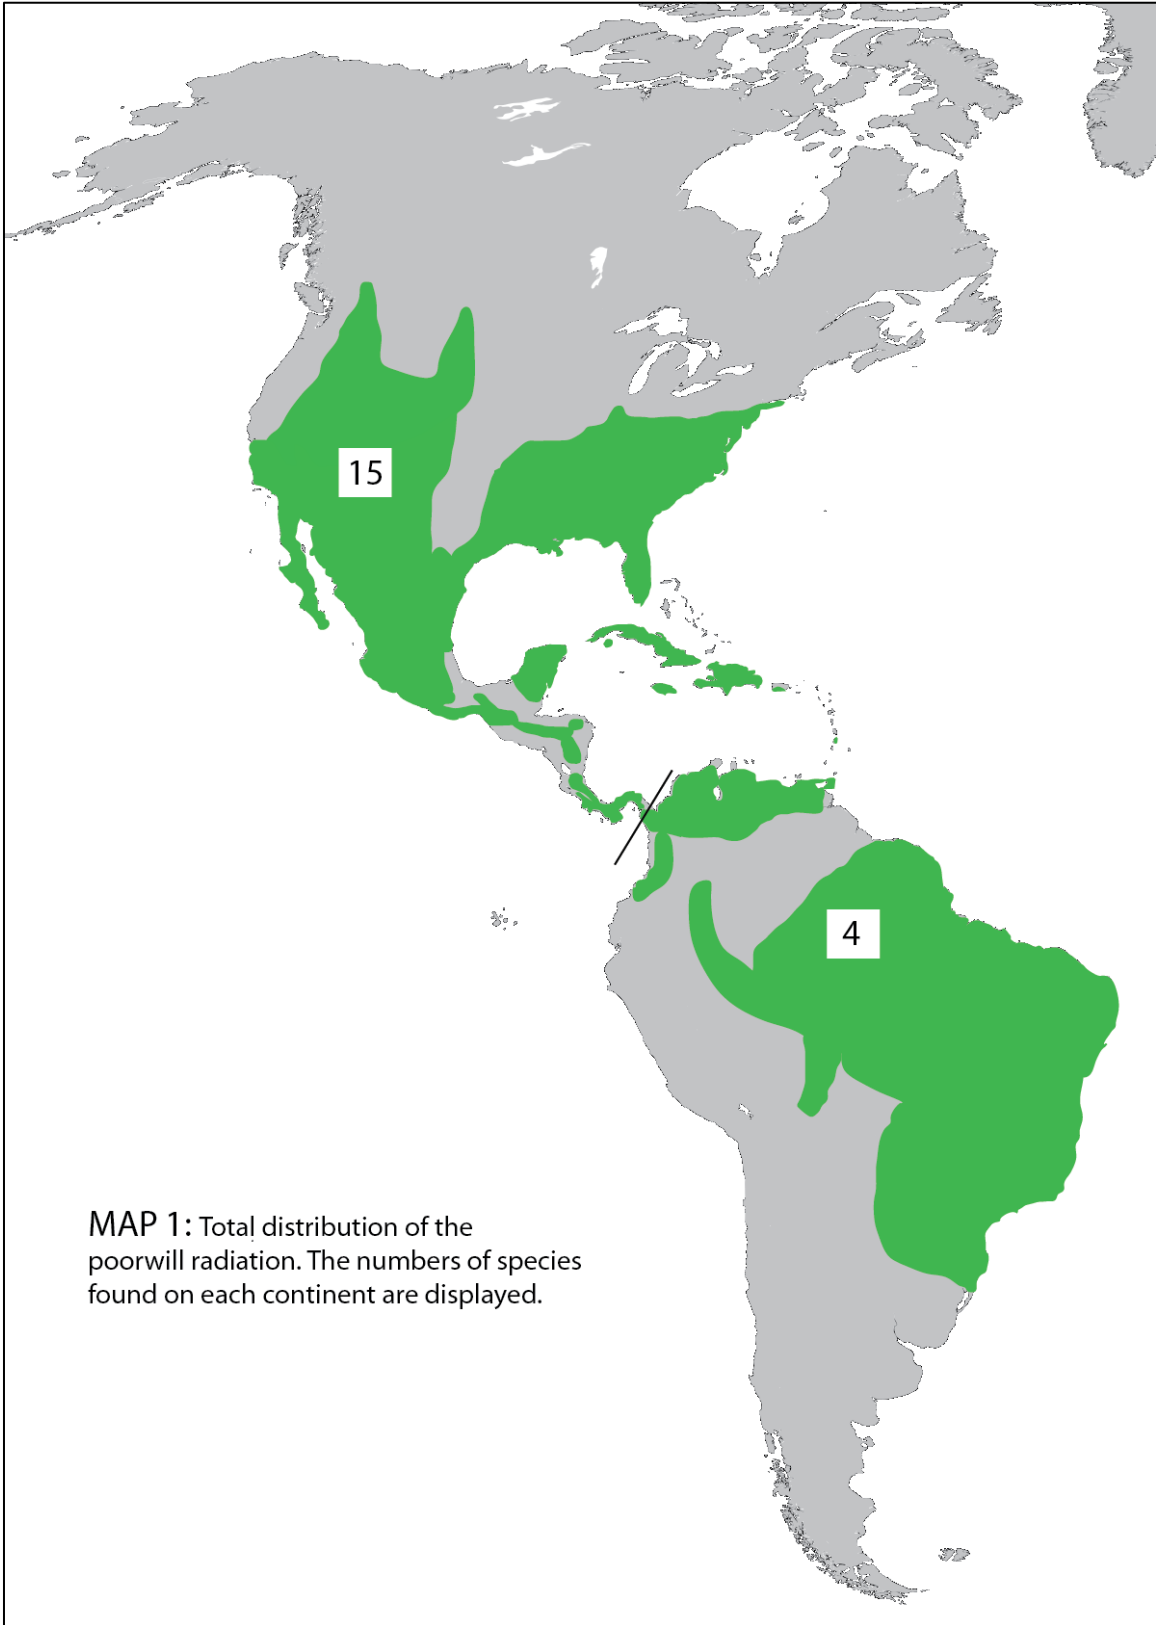 15
4
MAP 1: Total distribution of the
poorwill radiation. The numbers of species
found on each continent are displayed.